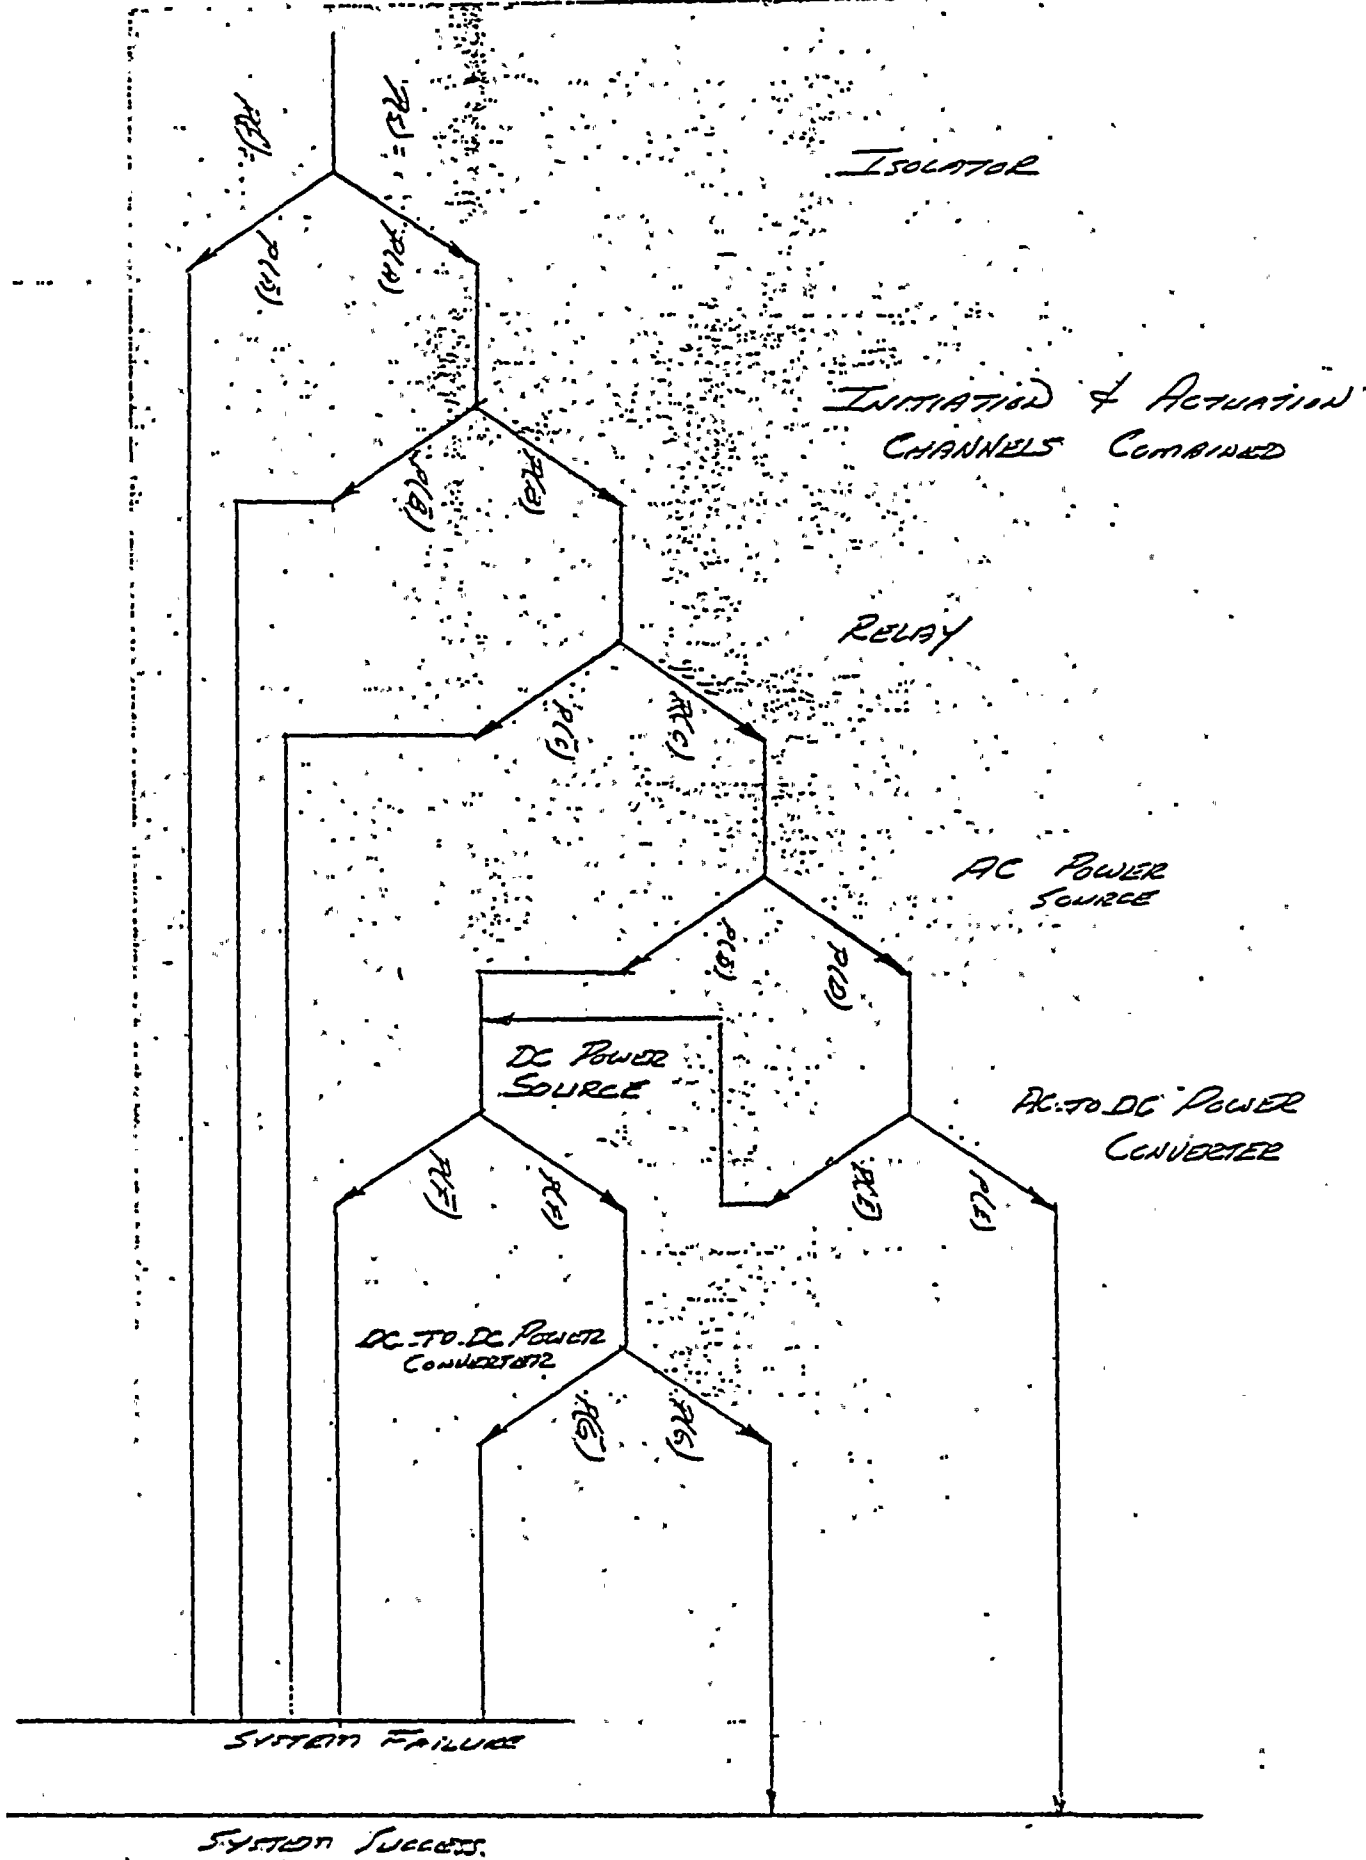 P(S) =
ISOLATOR
P(A̅)
P(A)
INITIATION & ACTUATION
CHANNELS COMBINED
P(B̅)
P(B)
RELAY
P(C̅)
P(C)
AC POWER
SOURCE
P(D̅)
P(D)
DC POWER
SOURCE
AC-TO-DC POWER
CONVERTER
P(F̅)
P(F)
P(E̅)
P(E)
DC-TO-DC POWER
CONVERTER
P(G̅)
P(G)
SYSTEM FAILURE
SYSTEM SUCCESS